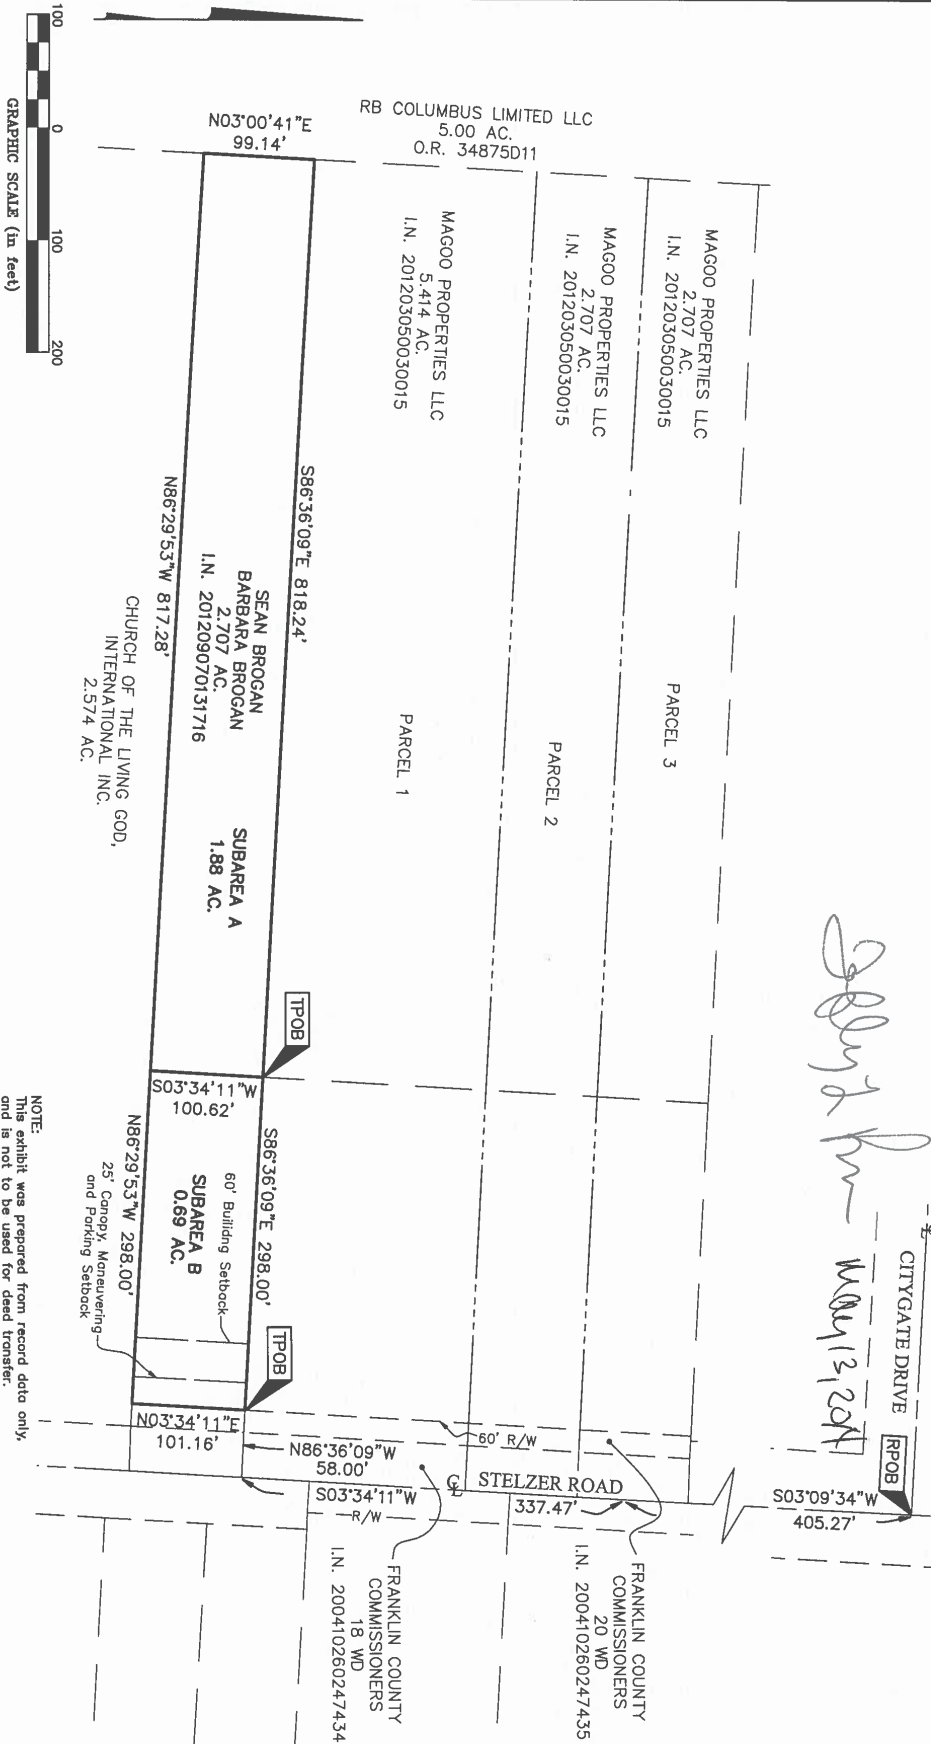 RB COLUMBUS LIMITED LLC
5.00 AC.
O.R. 34875D11
N03°00'41"E
99.14'
MAGOO PROPERTIES LLC
2.707 AC.
I.N. 201203050030015
MAGOO PROPERTIES LLC
2.707 AC.
I.N. 201203050030015
MAGOO PROPERTIES LLC
5.414 AC.
I.N. 201203050030015
PARCEL 3
PARCEL 2
PARCEL 1
S86°36'09"E 818.24'
SEAN BROGAN
BARBARA BROGAN
2.707 AC.
I.N. 201209070131716
SUBAREA A
1.88 AC.
N86°29'53"W 817.28'
CHURCH OF THE LIVING GOD,
INTERNATIONAL INC.
2.574 AC.
TPOB
S03°34'11"W
100.62'
S86°36'09"E 298.00'
60' Builidng Setback
SUBAREA B
0.69 AC.
N86°29'53"W 298.00'
25' Canopy, Maneuvering
and Parking Setback
TPOB
N03°34'11"E
101.16'
N86°36'09"W
58.00'
S03°34'11"W
337.47'
60' R/W
R/W
℄ STELZER ROAD
CITYGATE DRIVE
℄
RPOB
S03°09'34"W
405.27'
FRANKLIN COUNTY
COMMISSIONERS
20 WD
I.N. 200410260247435
FRANKLIN COUNTY
COMMISSIONERS
18 WD
I.N. 200410260247434
May 13, 2014
100 0 100 200
GRAPHIC SCALE (in feet)
NOTE:
This exhibit was prepared from record data only,
and is not to be used for deed transfer.